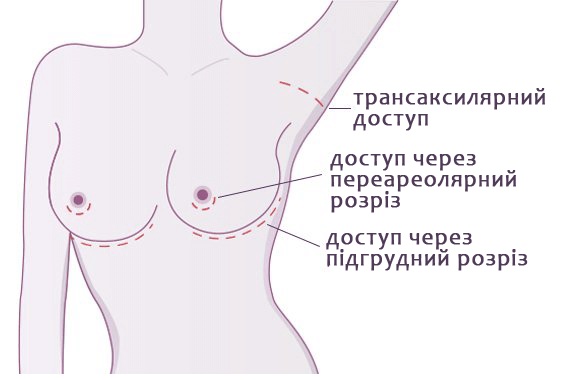 трансаксилярний
доступ
доступ через
переареолярний
розріз
доступ через
підгрудний розріз